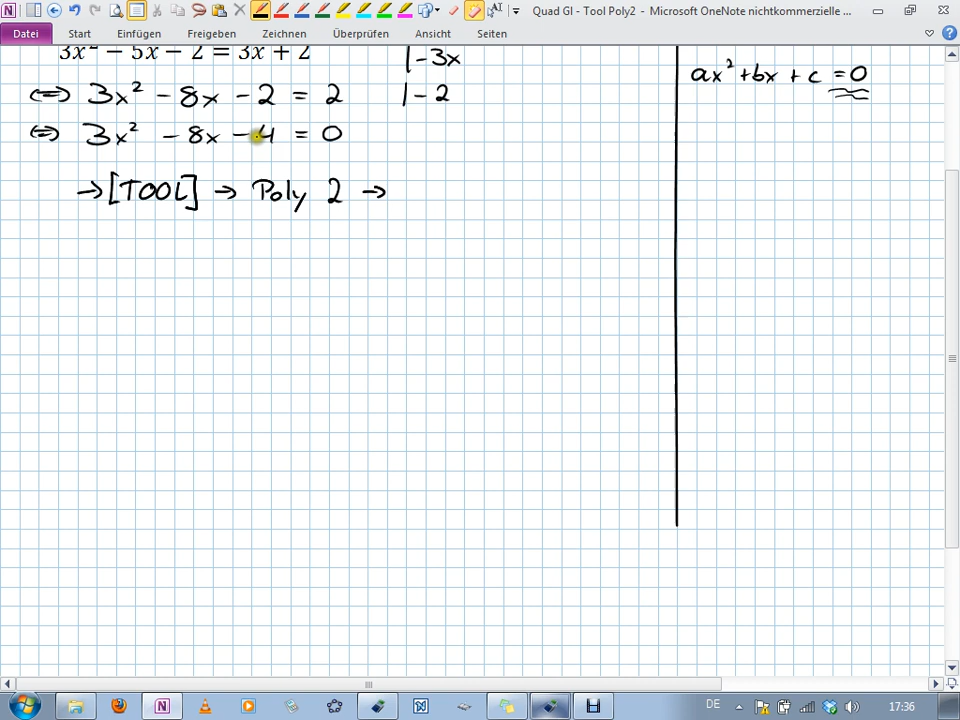 Quad Gl - Tool Poly2 - Microsoft OneNote nichtkommerzielle ...
Datei Start Einfügen Freigeben Zeichnen Überprüfen Ansicht Seiten
3x² − 5x − 2 = 3x + 2 | -3x
⇔ 3x² - 8x - 2 = 2 | - 2
⇔ 3x² - 8x - 4 = 0
→ [TOOL] → Poly 2 →
ax² + bx + c = 0
DE 17:36